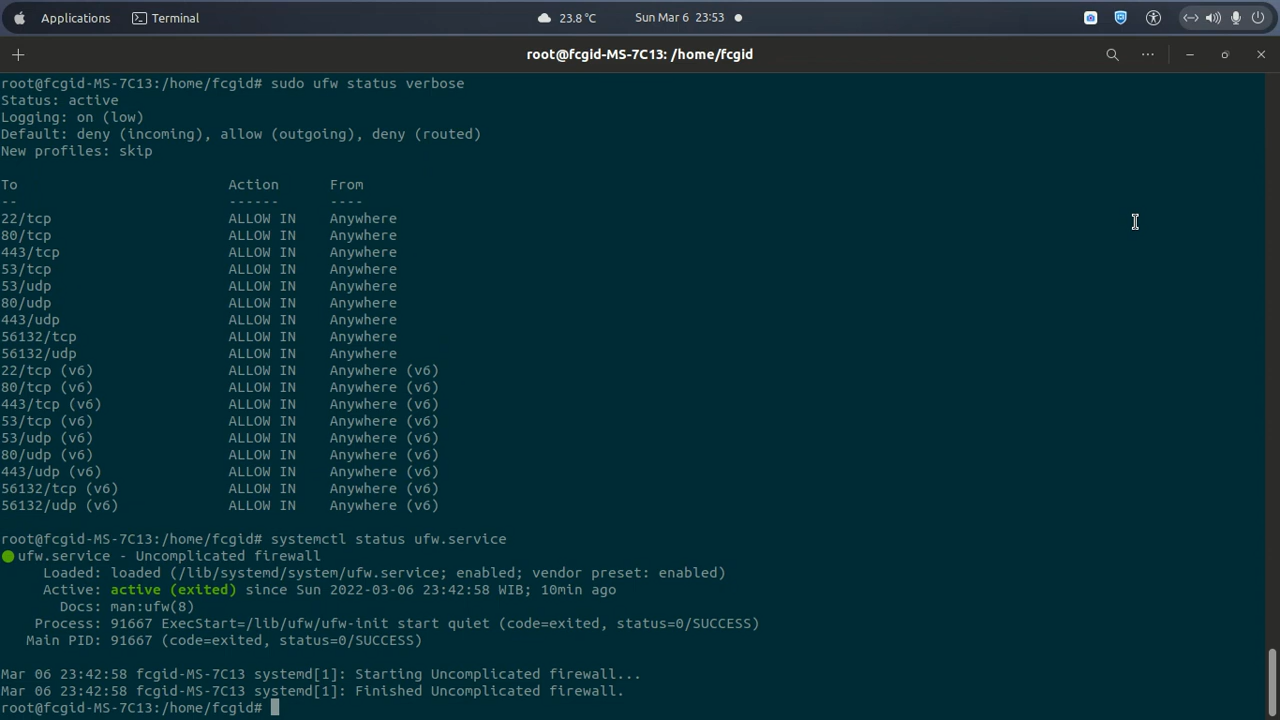 Applications Terminal 23.8 °C Sun Mar 6 23:53
root@fcgid-MS-7C13: /home/fcgid
root@fcgid-MS-7C13:/home/fcgid# sudo ufw status verbose
Status: active
Logging: on (low)
Default: deny (incoming), allow (outgoing), deny (routed)
New profiles: skip
To                         Action      From
--                         ------      ----
22/tcp                     ALLOW IN    Anywhere
80/tcp                     ALLOW IN    Anywhere
443/tcp                    ALLOW IN    Anywhere
53/tcp                     ALLOW IN    Anywhere
53/udp                     ALLOW IN    Anywhere
80/udp                     ALLOW IN    Anywhere
443/udp                    ALLOW IN    Anywhere
56132/tcp                  ALLOW IN    Anywhere
56132/udp                  ALLOW IN    Anywhere
22/tcp (v6)                ALLOW IN    Anywhere (v6)
80/tcp (v6)                ALLOW IN    Anywhere (v6)
443/tcp (v6)               ALLOW IN    Anywhere (v6)
53/tcp (v6)                ALLOW IN    Anywhere (v6)
53/udp (v6)                ALLOW IN    Anywhere (v6)
80/udp (v6)                ALLOW IN    Anywhere (v6)
443/udp (v6)               ALLOW IN    Anywhere (v6)
56132/tcp (v6)             ALLOW IN    Anywhere (v6)
56132/udp (v6)             ALLOW IN    Anywhere (v6)
root@fcgid-MS-7C13:/home/fcgid# systemctl status ufw.service
ufw.service - Uncomplicated firewall
Loaded: loaded (/lib/systemd/system/ufw.service; enabled; vendor preset: enabled)
Active: active (exited) since Sun 2022-03-06 23:42:58 WIB; 10min ago
Docs: man:ufw(8)
Process: 91667 ExecStart=/lib/ufw/ufw-init start quiet (code=exited, status=0/SUCCESS)
Main PID: 91667 (code=exited, status=0/SUCCESS)
Mar 06 23:42:58 fcgid-MS-7C13 systemd[1]: Starting Uncomplicated firewall...
Mar 06 23:42:58 fcgid-MS-7C13 systemd[1]: Finished Uncomplicated firewall.
root@fcgid-MS-7C13:/home/fcgid#